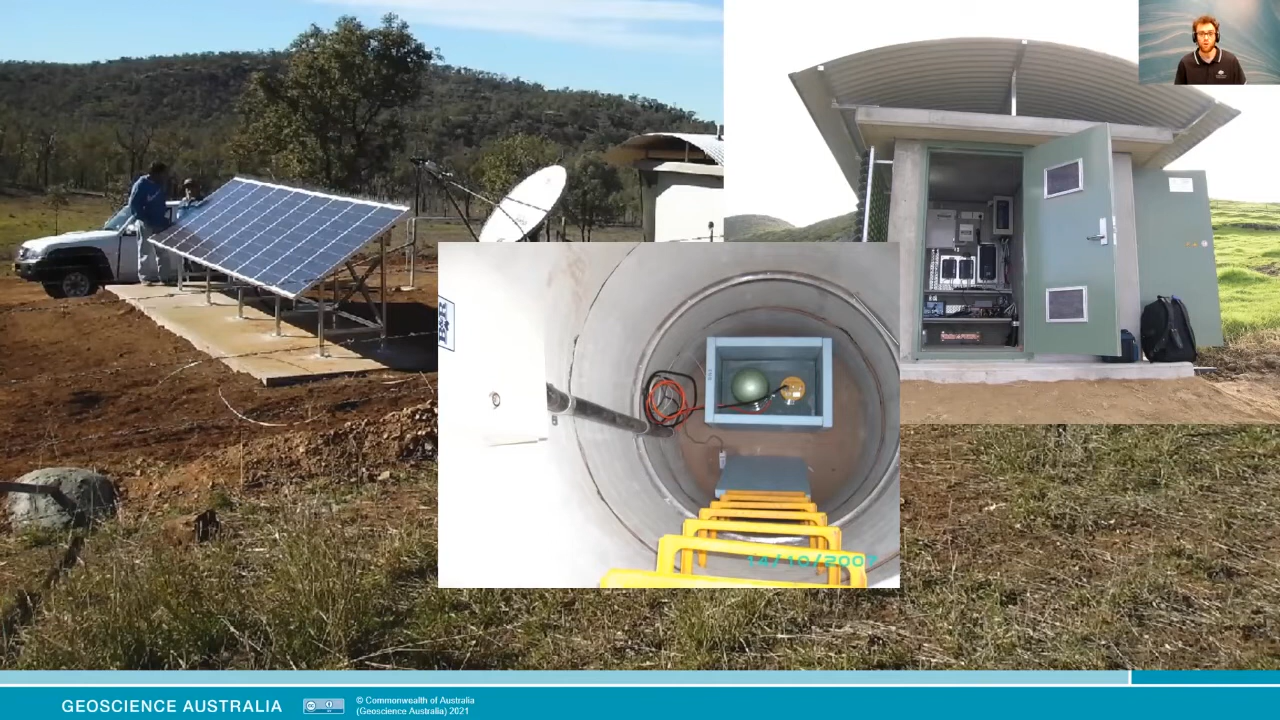 14/10/2007
GEOSCIENCE AUSTRALIA
© Commonwealth of Australia
(Geoscience Australia) 2021